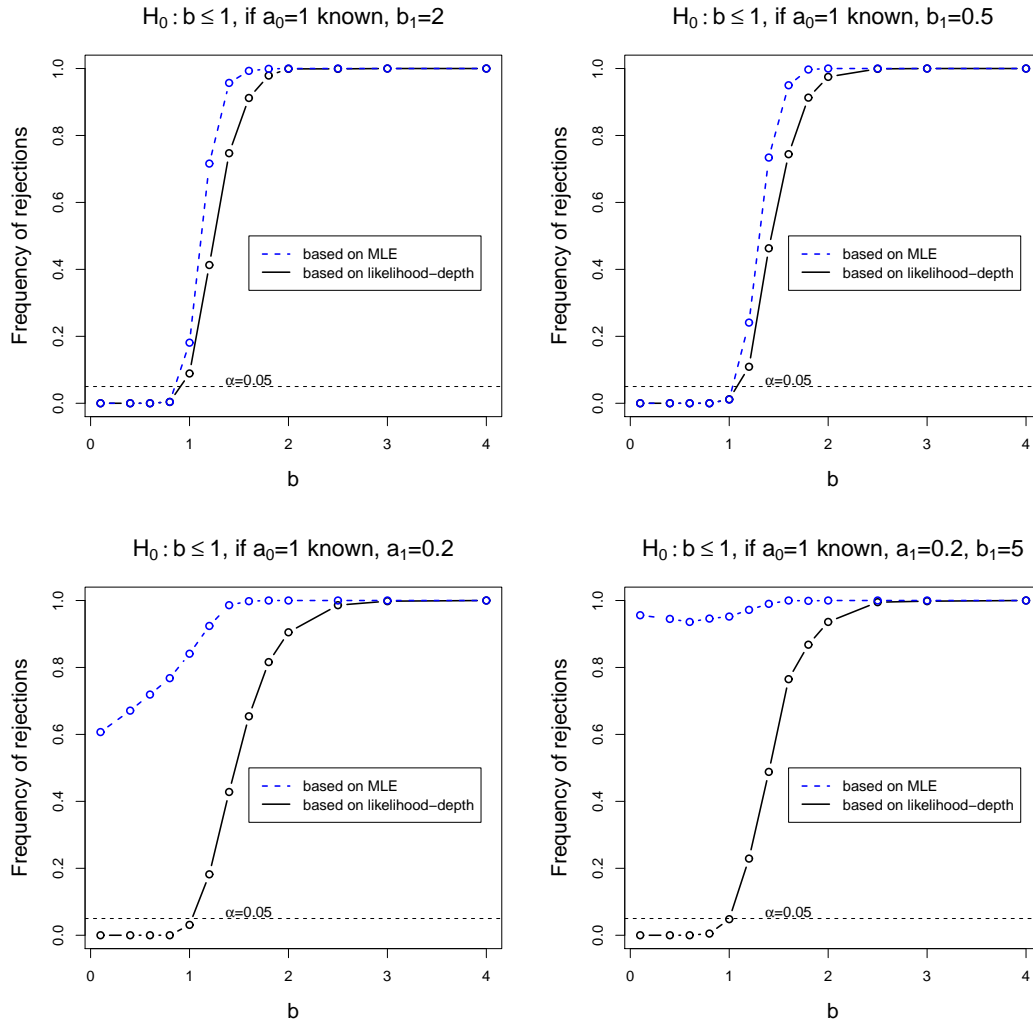 H₀ : b ≤ 1, if a₀=1 known, b₁=2
Frequency of rejections
1.0
0.8
0.6
0.4
0.2
0.0
based on MLE
based on likelihood−depth
α=0.05
0 1 2 3 4
b
H₀ : b ≤ 1, if a₀=1 known, b₁=0.5
Frequency of rejections
1.0
0.8
0.6
0.4
0.2
0.0
based on MLE
based on likelihood−depth
α=0.05
0 1 2 3 4
b
H₀ : b ≤ 1, if a₀=1 known, a₁=0.2
Frequency of rejections
1.0
0.8
0.6
0.4
0.2
0.0
based on MLE
based on likelihood−depth
α=0.05
0 1 2 3 4
b
H₀ : b ≤ 1, if a₀=1 known, a₁=0.2, b₁=5
Frequency of rejections
1.0
0.8
0.6
0.4
0.2
0.0
based on MLE
based on likelihood−depth
α=0.05
0 1 2 3 4
b